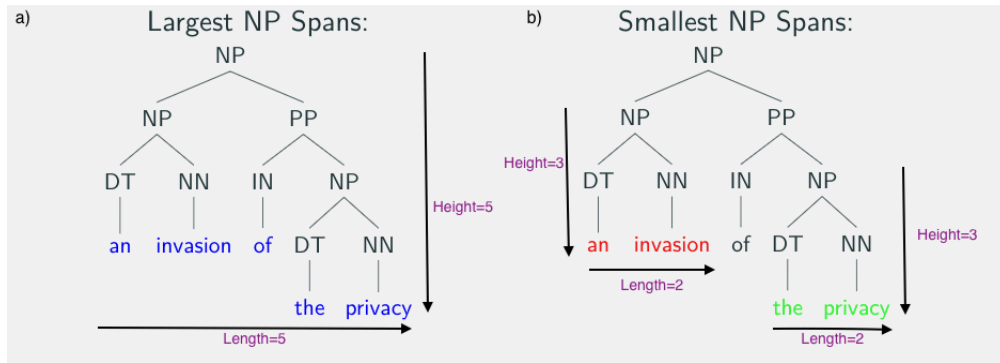 a) Largest NP Spans:
NP
NP PP
DT NN IN NP
an invasion of DT NN
the privacy
Height=5
Length=5
b) Smallest NP Spans:
NP
NP PP
Height=3
DT NN IN NP
an invasion of DT NN
Height=3
Length=2
the privacy
Length=2